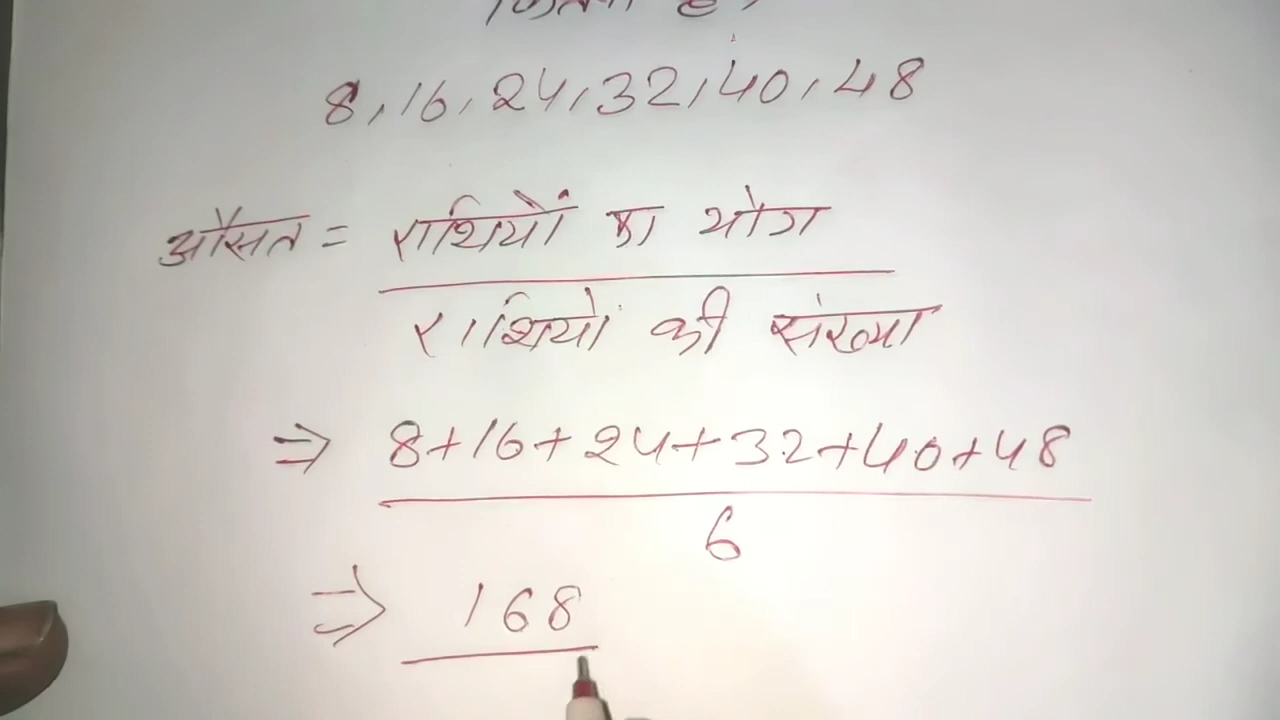 8, 16, 24, 32, 40, 48
औसत = राशियों का योग
राशियों की संख्या
⇒ 8+16+24+32+40+48
6
⇒ 168